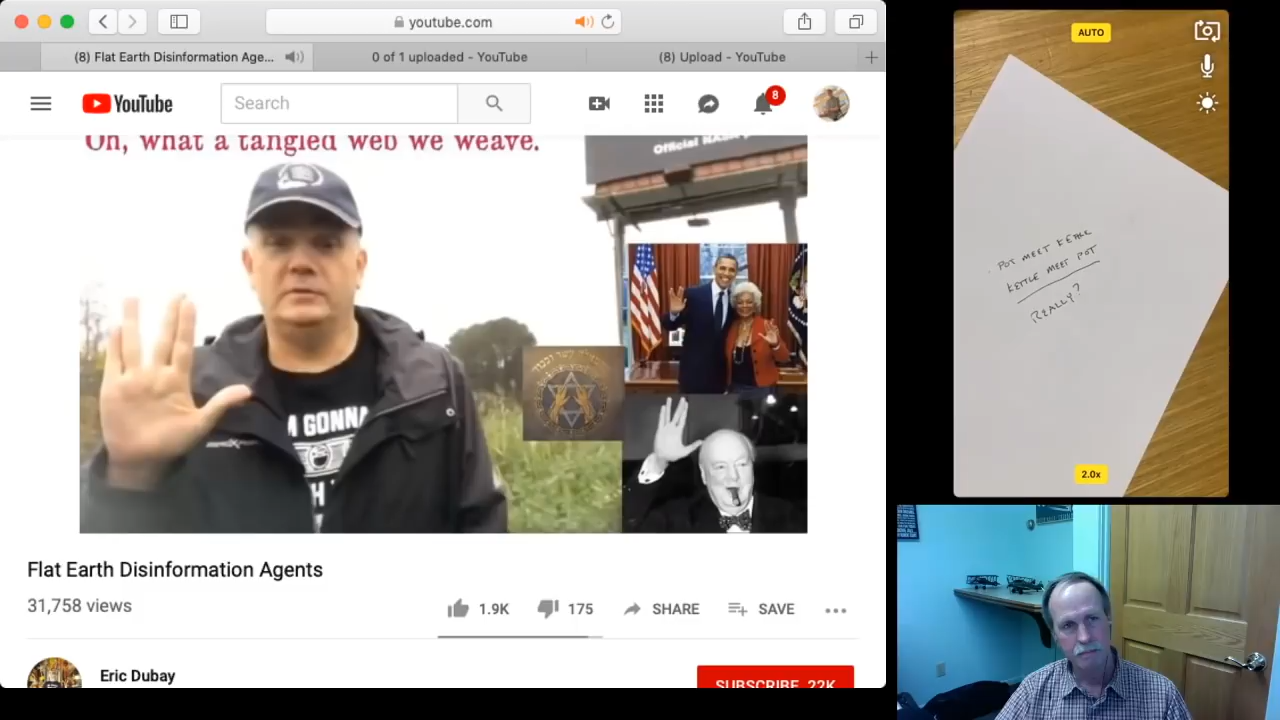 youtube.com
(8) Flat Earth Disinformation Age...
0 of 1 uploaded - YouTube
(8) Upload - YouTube
YouTube
Search
8
Oh, what a tangled web we weave.
Official
M GONNA
Flat Earth Disinformation Agents
31,758 views
1.9K
175
SHARE
SAVE
Eric Dubay
SUBSCRIBE 22K
AUTO
POT MEET KETTLE
KETTLE MEET POT
REALLY?
2.0x